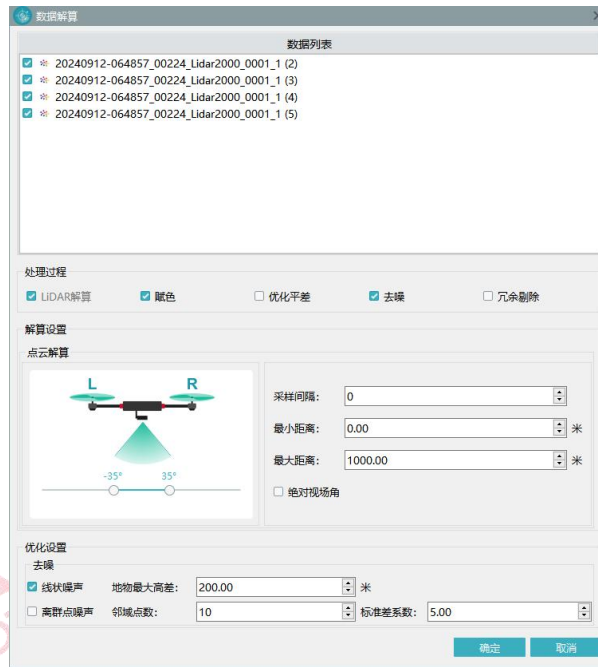 数据解算
数据列表
20240912-064857_00224_Lidar2000_0001_1 (2)
20240912-064857_00224_Lidar2000_0001_1 (3)
20240912-064857_00224_Lidar2000_0001_1 (4)
20240912-064857_00224_Lidar2000_0001_1 (5)
处理过程
LiDAR解算 赋色 优化平差 去噪 冗余剔除
解算设置
点云解算
L R
-35° 35°
采样间隔: 0
最小距离: 0.00 米
最大距离: 1000.00 米
绝对视场角
优化设置
去噪
线状噪声 地物最大高差: 200.00 米
离群点噪声 邻域点数: 10 标准差系数: 5.00
确定 取消